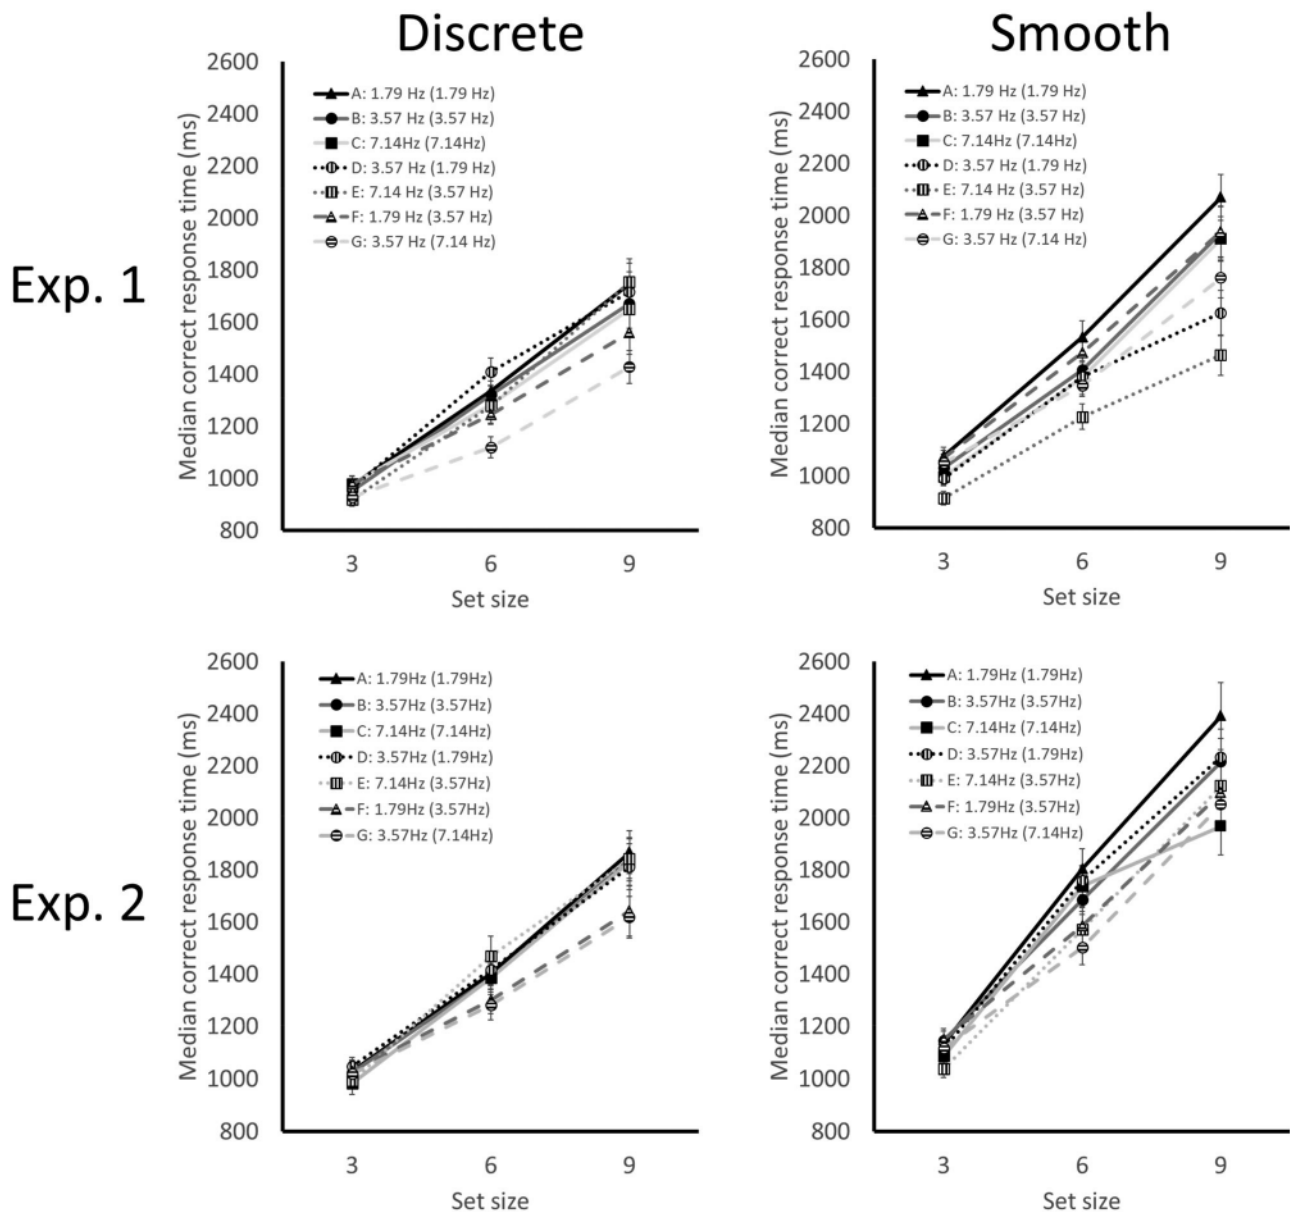 Discrete
Smooth
Exp. 1
Median correct response time (ms)
2600
2400
2200
2000
1800
1600
1400
1200
1000
800
A: 1.79 Hz (1.79 Hz)
B: 3.57 Hz (3.57 Hz)
C: 7.14Hz (7.14Hz)
D: 3.57 Hz (1.79 Hz)
E: 7.14 Hz (3.57 Hz)
F: 1.79 Hz (3.57 Hz)
G: 3.57 Hz (7.14 Hz)
3 6 9
Set size
Median correct response time (ms)
2600
2400
2200
2000
1800
1600
1400
1200
1000
800
A: 1.79 Hz (1.79 Hz)
B: 3.57 Hz (3.57 Hz)
C: 7.14Hz (7.14Hz)
D: 3.57 Hz (1.79 Hz)
E: 7.14 Hz (3.57 Hz)
F: 1.79 Hz (3.57 Hz)
G: 3.57 Hz (7.14 Hz)
3 6 9
Set size
Exp. 2
Median correct response time (ms)
2600
2400
2200
2000
1800
1600
1400
1200
1000
800
A: 1.79Hz (1.79Hz)
B: 3.57Hz (3.57Hz)
C: 7.14Hz (7.14Hz)
D: 3.57Hz (1.79Hz)
E: 7.14Hz (3.57Hz)
F: 1.79Hz (3.57Hz)
G: 3.57Hz (7.14Hz)
3 6 9
Set size
Median correct response time (ms)
2600
2400
2200
2000
1800
1600
1400
1200
1000
800
A: 1.79Hz (1.79Hz)
B: 3.57Hz (3.57Hz)
C: 7.14Hz (7.14Hz)
D: 3.57Hz (1.79Hz)
E: 7.14Hz (3.57Hz)
F: 1.79Hz (3.57Hz)
G: 3.57Hz (7.14Hz)
3 6 9
Set size